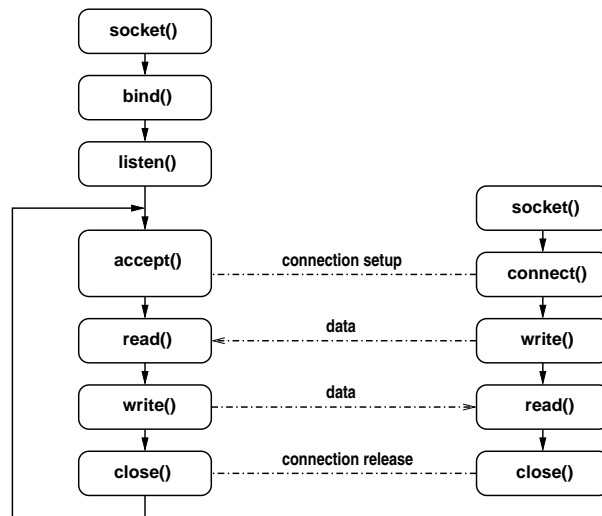 socket()
bind()
listen()
socket()
accept()
connection setup
connect()
read()
data
write()
write()
data
read()
close()
connection release
close()